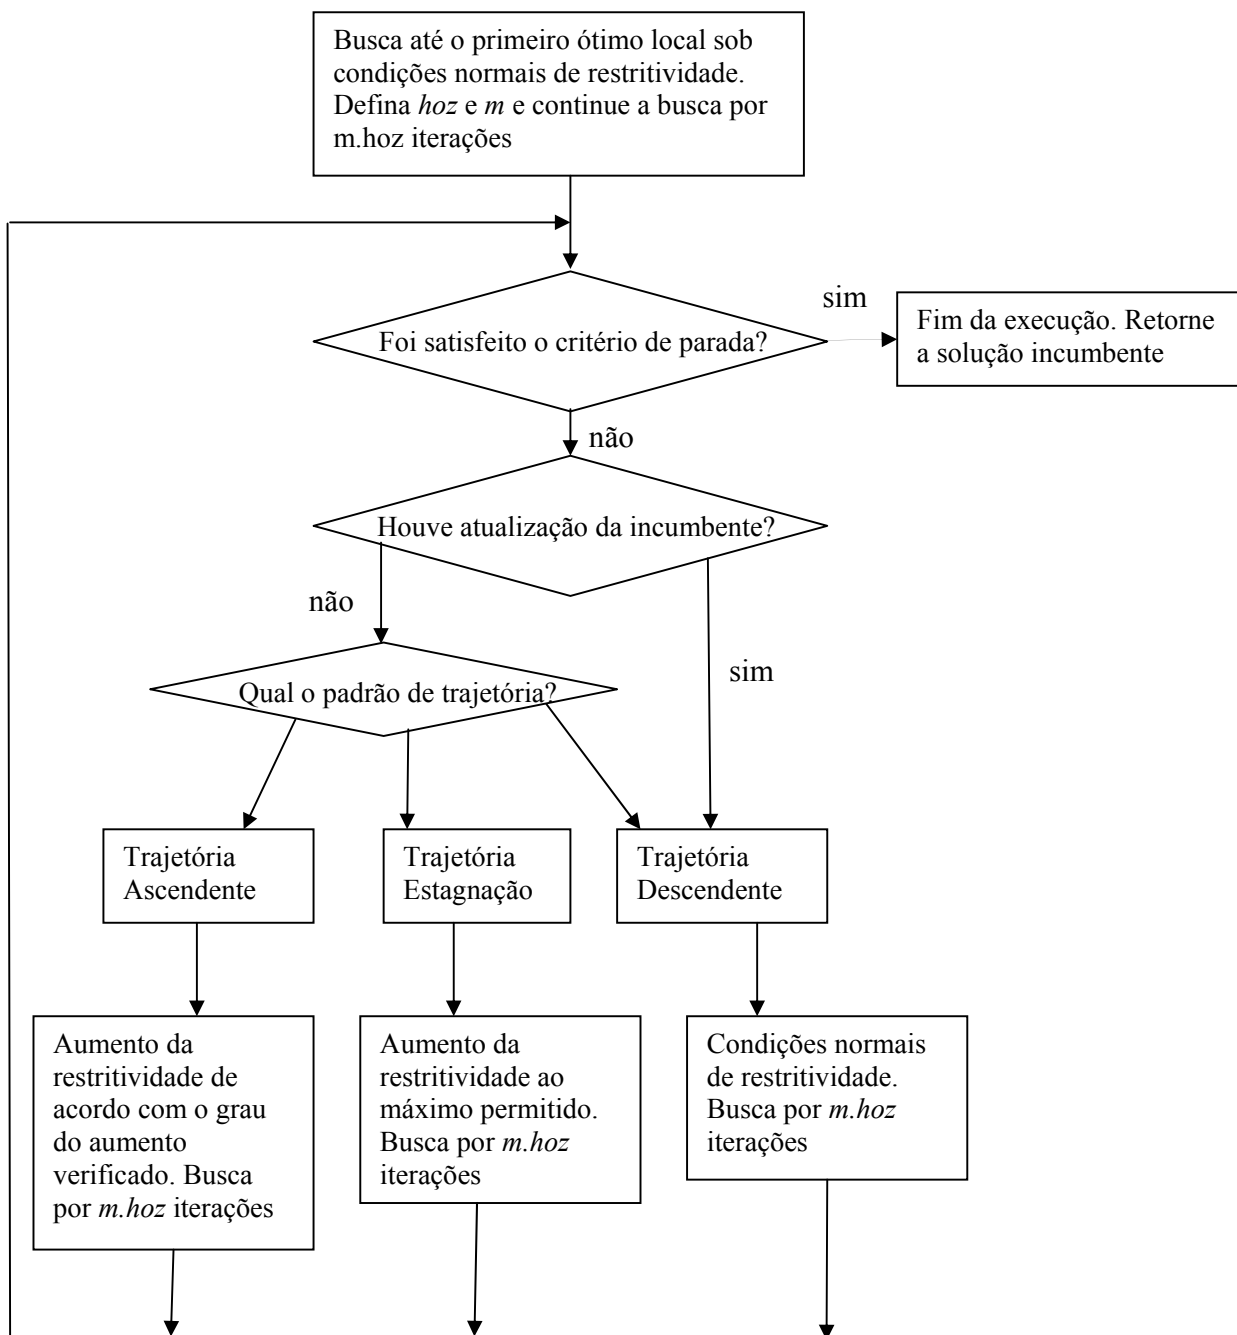 Busca até o primeiro ótimo local sob
condições normais de restritividade.
Defina hoz e m e continue a busca por
m.hoz iterações
sim
Foi satisfeito o critério de parada?
Fim da execução. Retorne
a solução incumbente
não
Houve atualização da incumbente?
não
sim
Qual o padrão de trajetória?
Trajetória
Ascendente
Trajetória
Estagnação
Trajetória
Descendente
Aumento da
restritividade de
acordo com o grau
do aumento
verificado. Busca
por m.hoz iterações
Aumento da
restritividade ao
máximo permitido.
Busca por m.hoz
iterações
Condições normais
de restritividade.
Busca por m.hoz
iterações